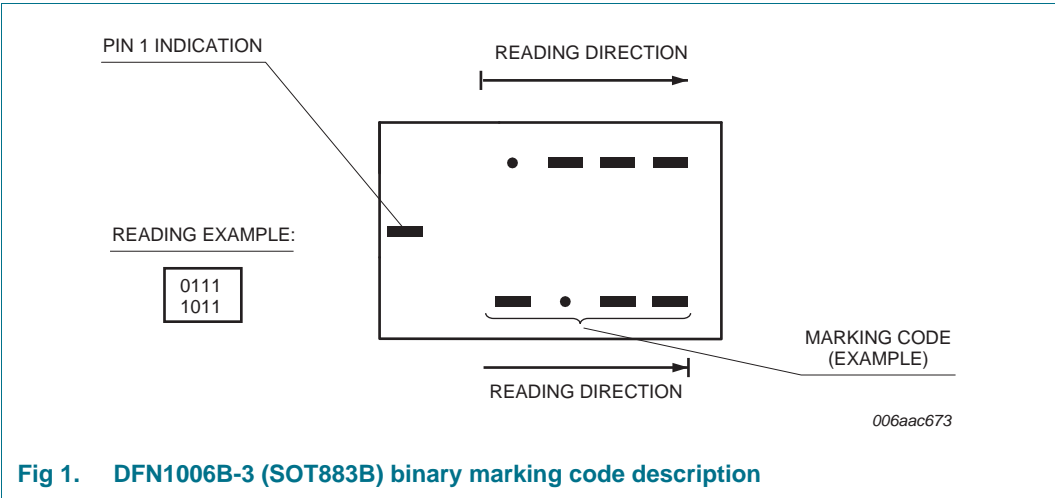 PIN 1 INDICATION
READING DIRECTION
READING EXAMPLE:
0111
1011
MARKING CODE
(EXAMPLE)
READING DIRECTION
006aac673
Fig 1. DFN1006B-3 (SOT883B) binary marking code description